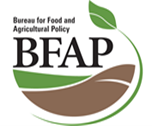 Bureau for Food and
Agricultural Policy
BFAP